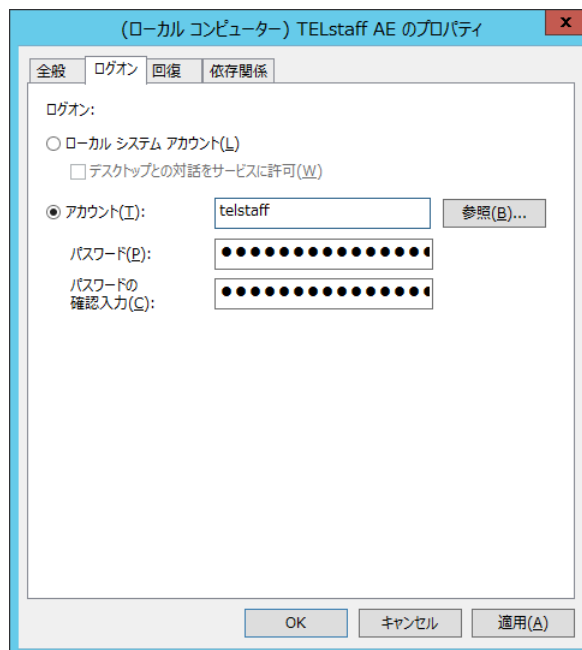 (ローカル コンピューター) TELstaff AE のプロパティ
x
全般 ログオン 回復 依存関係
ログオン:
ローカル システム アカウント(L)
デスクトップとの対話をサービスに許可(W)
アカウント(T): telstaff 参照(B)...
パスワード(P): ●●●●●●●●●●●●●●●
パスワードの
確認入力(C): ●●●●●●●●●●●●●●●
OK キャンセル 適用(A)